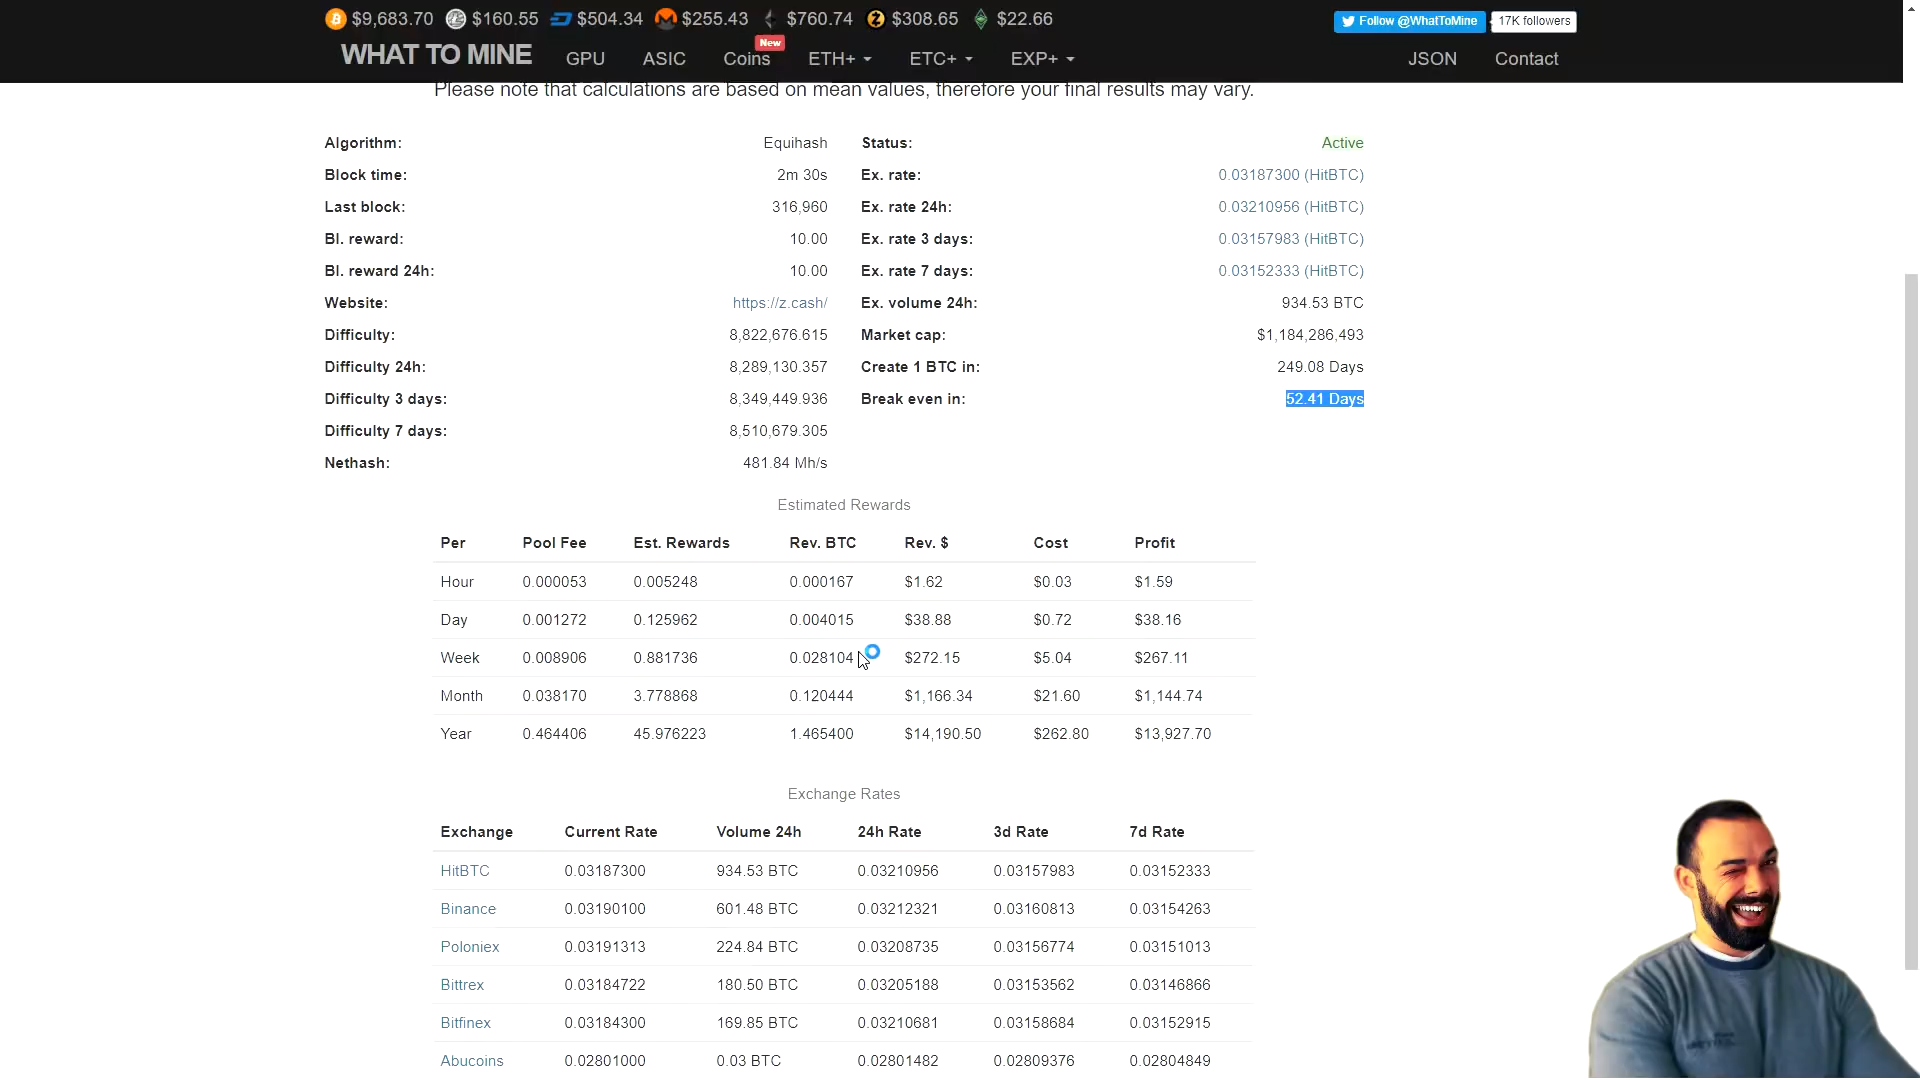 $9,683.70 $160.55 $504.34 $255.43 $760.74 $308.65 $22.66 Follow @WhatToMine 17K followers
New
WHAT TO MINE GPU ASIC Coins ETH+ ETC+ EXP+ JSON Contact
Please note that calculations are based on mean values, therefore your final results may vary.
Algorithm: Equihash Status: Active
Block time: 2m 30s Ex. rate: 0.03187300 (HitBTC)
Last block: 316,960 Ex. rate 24h: 0.03210956 (HitBTC)
Bl. reward: 10.00 Ex. rate 3 days: 0.03157983 (HitBTC)
Bl. reward 24h: 10.00 Ex. rate 7 days: 0.03152333 (HitBTC)
Website: https://z.cash/ Ex. volume 24h: 934.53 BTC
Difficulty: 8,822,676.615 Market cap: $1,184,286,493
Difficulty 24h: 8,289,130.357 Create 1 BTC in: 249.08 Days
Difficulty 3 days: 8,349,449.936 Break even in: 52.41 Days
Difficulty 7 days: 8,510,679.305
Nethash: 481.84 Mh/s
Estimated Rewards
Per Pool Fee Est. Rewards Rev. BTC Rev. $ Cost Profit
Hour 0.000053 0.005248 0.000167 $1.62 $0.03 $1.59
Day 0.001272 0.125962 0.004015 $38.88 $0.72 $38.16
Week 0.008906 0.881736 0.028104 $272.15 $5.04 $267.11
Month 0.038170 3.778868 0.120444 $1,166.34 $21.60 $1,144.74
Year 0.464406 45.976223 1.465400 $14,190.50 $262.80 $13,927.70
Exchange Rates
Exchange Current Rate Volume 24h 24h Rate 3d Rate 7d Rate
HitBTC 0.03187300 934.53 BTC 0.03210956 0.03157983 0.03152333
Binance 0.03190100 601.48 BTC 0.03212321 0.03160813 0.03154263
Poloniex 0.03191313 224.84 BTC 0.03208735 0.03156774 0.03151013
Bittrex 0.03184722 180.50 BTC 0.03205188 0.03153562 0.03146866
Bitfinex 0.03184300 169.85 BTC 0.03210681 0.03158684 0.03152915
Abucoins 0.02801000 0.03 BTC 0.02801482 0.02809376 0.02804849